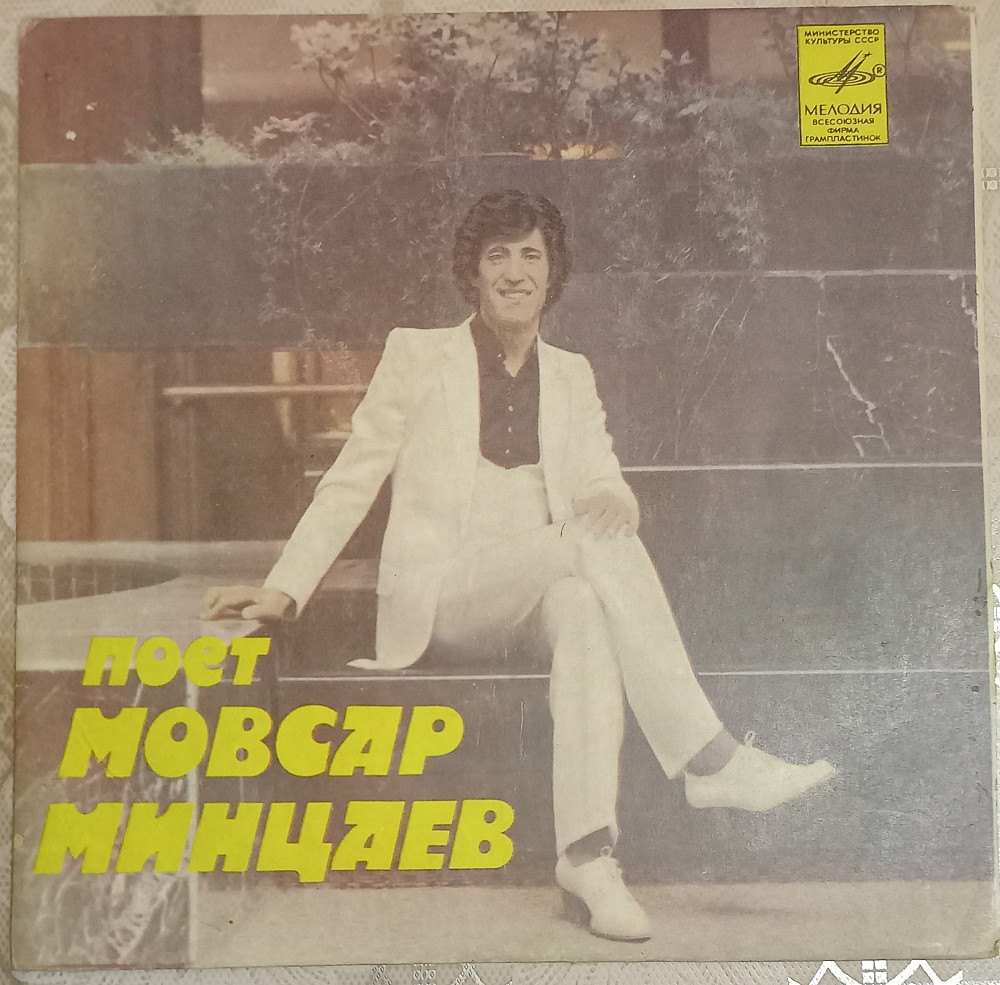 МИНИСТЕРСТВО
КУЛЬТУРЫ СССР
®
МЕЛОДИЯ
ВСЕСОЮЗНАЯ
ФИРМА
ГРАМПЛАСТИНОК
поет
МОВСАР
МИНЦАЕВ